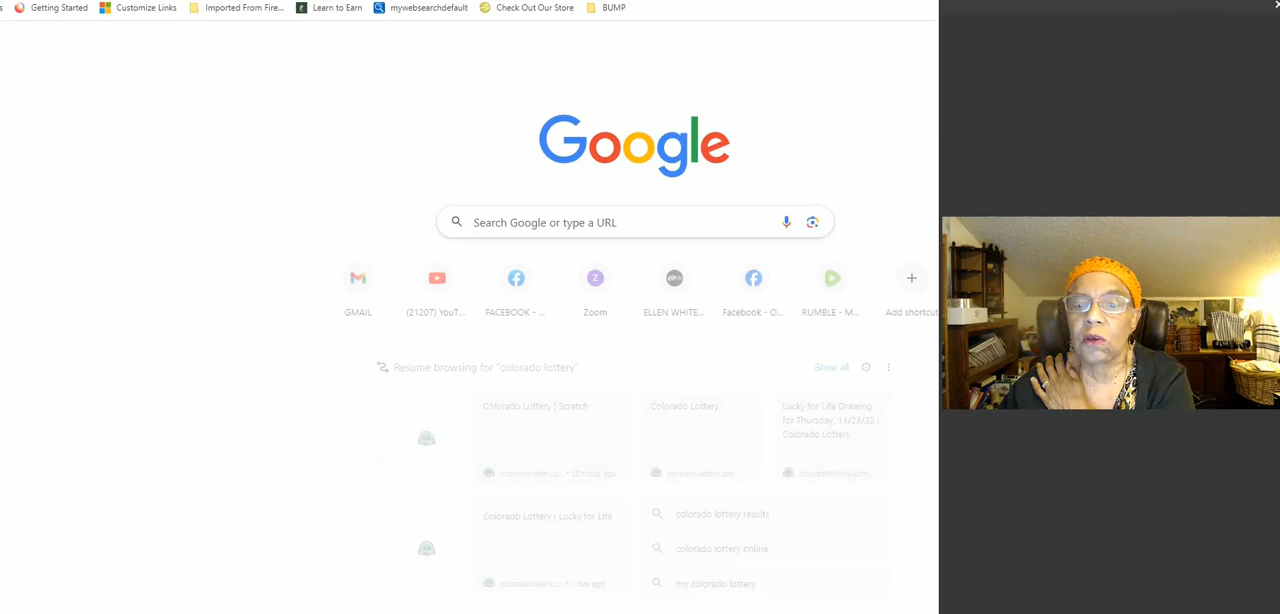 Getting Started Customize Links Imported From Fire... Learn to Earn mywebsearchdefault Check Out Our Store BUMP
Google
Search Google or type a URL
GMAIL (21207) YouT... FACEBOOK - ... Zoom ELLEN WHITE... Facebook - O... RUMBLE - M... Add shortcut
Resume browsing for "colorado lottery" Show all
Colorado Lottery | Scratch
Colorado Lottery
Lucky for Life Drawing
for Thursday, 11/23/23 |
Colorado Lottery
Colorado Lottery | Lucky for Life
colorado lottery results
colorado lottery online
my colorado lottery